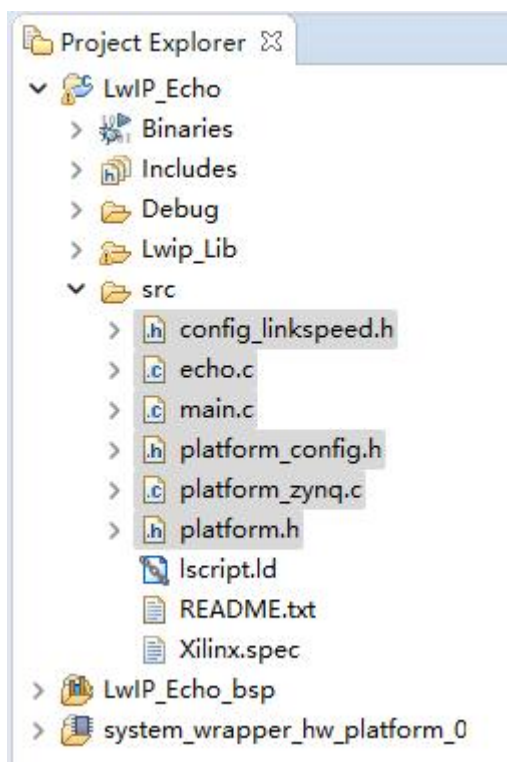 Project Explorer
LwIP_Echo
Binaries
Includes
Debug
Lwip_Lib
src
config_linkspeed.h
echo.c
main.c
platform_config.h
platform_zynq.c
platform.h
lscript.ld
README.txt
Xilinx.spec
LwIP_Echo_bsp
system_wrapper_hw_platform_0